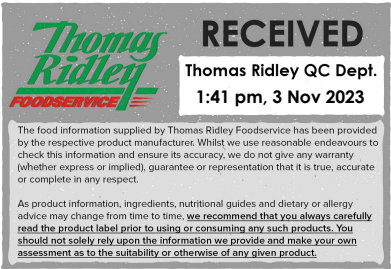 Thomas
Ridley
FOODSERVICE
RECEIVED
Thomas Ridley QC Dept.
1:41 pm, 3 Nov 2023
The food information supplied by Thomas Ridley Foodservice has been provided
by the respective product manufacturer. Whilst we use reasonable endeavours to
check this information and ensure its accuracy, we do not give any warranty
(whether express or implied), guarantee or representation that it is true, accurate
or complete in any respect.
As product information, ingredients, nutritional guides and dietary or allergy
advice may change from time to time, we recommend that you always carefully
read the product label prior to using or consuming any such products. You
should not solely rely upon the information we provide and make your own
assessment as to the suitability or otherwise of any given product.